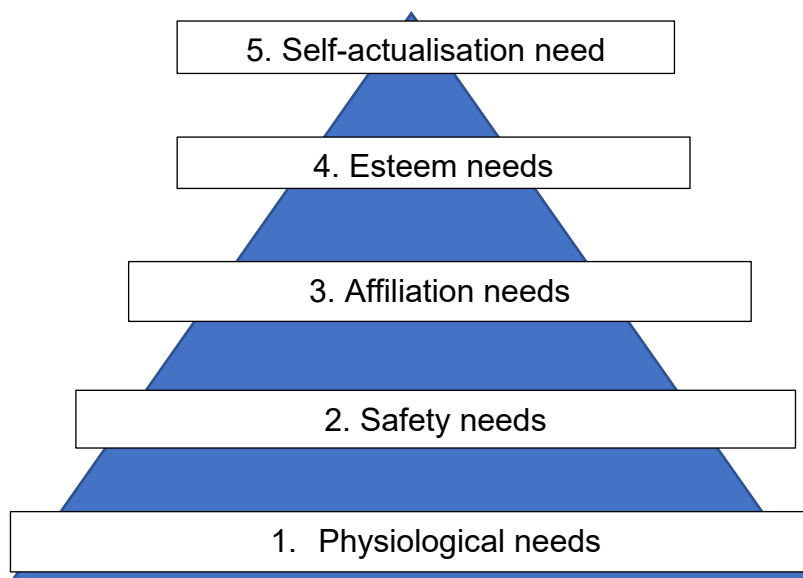 5. Self-actualisation need
4. Esteem needs
3. Affiliation needs
2. Safety needs
1. Physiological needs